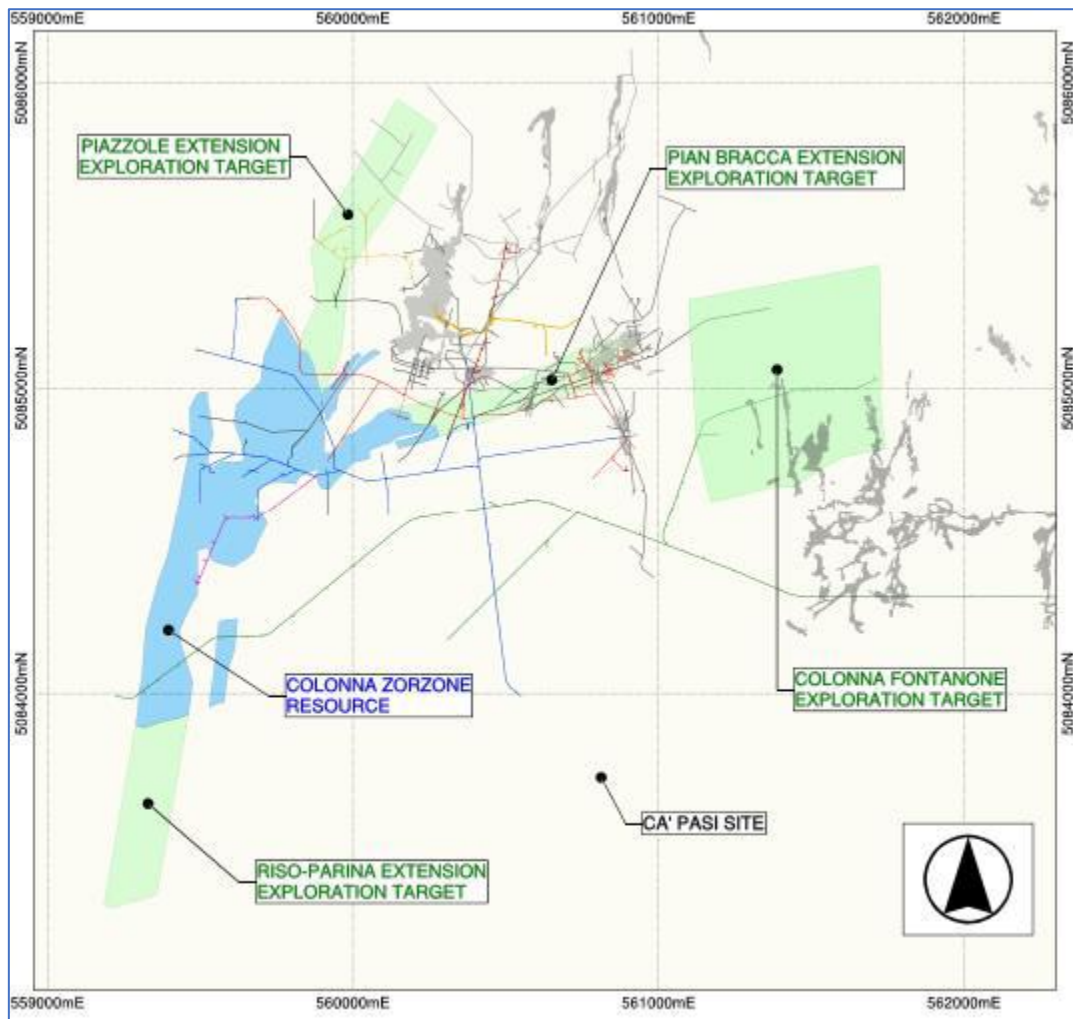 559000mE
560000mE
561000mE
562000mE
5086000mN
5086000mN
PIAZZOLE EXTENSION
EXPLORATION TARGET
PIAN BRACCA EXTENSION
EXPLORATION TARGET
5085000mN
5085000mN
COLONNA ZORZONE
RESOURCE
COLONNA FONTANONE
EXPLORATION TARGET
5084000mN
5084000mN
CA' PASI SITE
RISO-PARINA EXTENSION
EXPLORATION TARGET
559000mE
560000mE
561000mE
562000mE